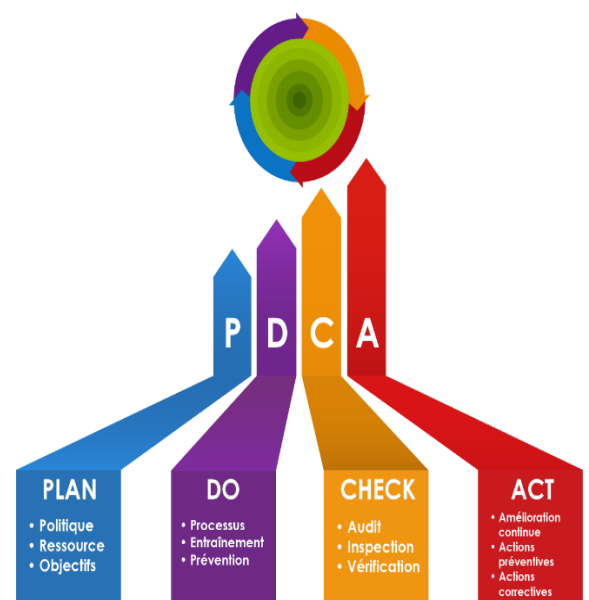 P D C A
PLAN
• Politique
• Ressource
• Objectifs
DO
• Processus
• Entraînement
• Prévention
CHECK
• Audit
• Inspection
• Vérification
ACT
• Amélioration
continue
• Actions
préventives
• Actions
correctives